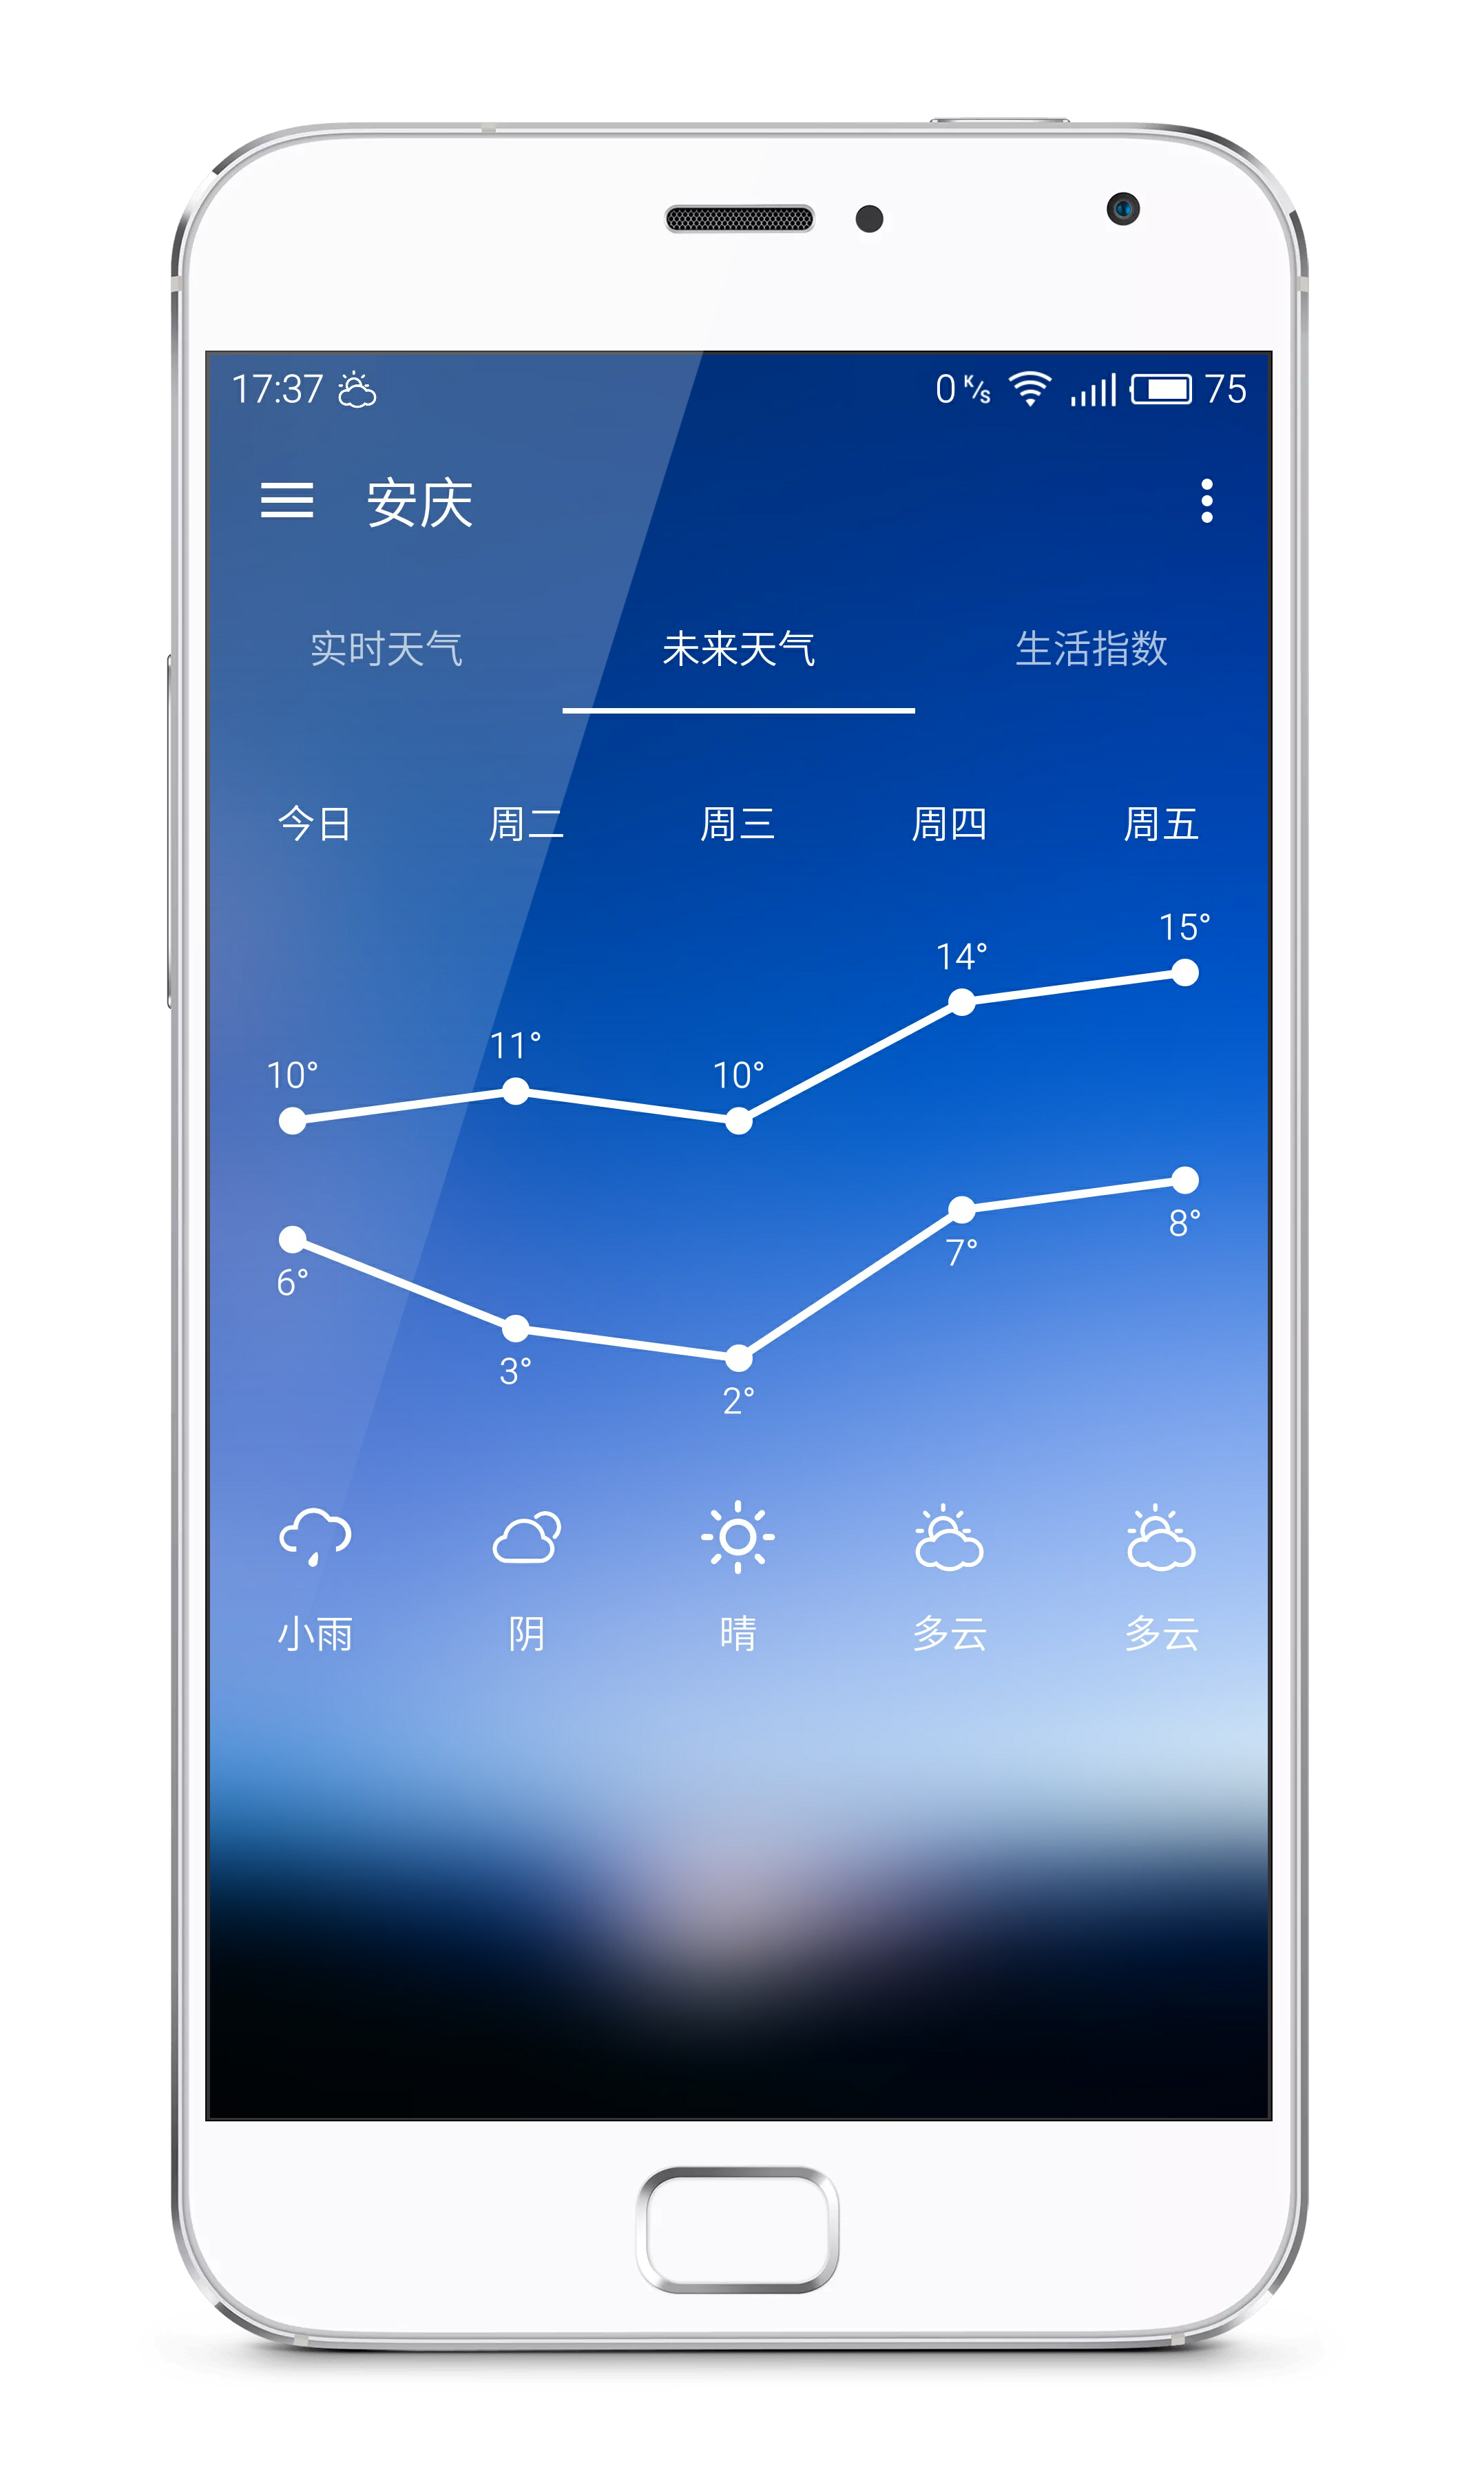 17:37 0 K/s 75
安庆
实时天气 未来天气 生活指数
今日 周二 周三 周四 周五
15°
14°
11°
10° 10°
8°
7°
6°
3°
2°
小雨 阴 晴 多云 多云